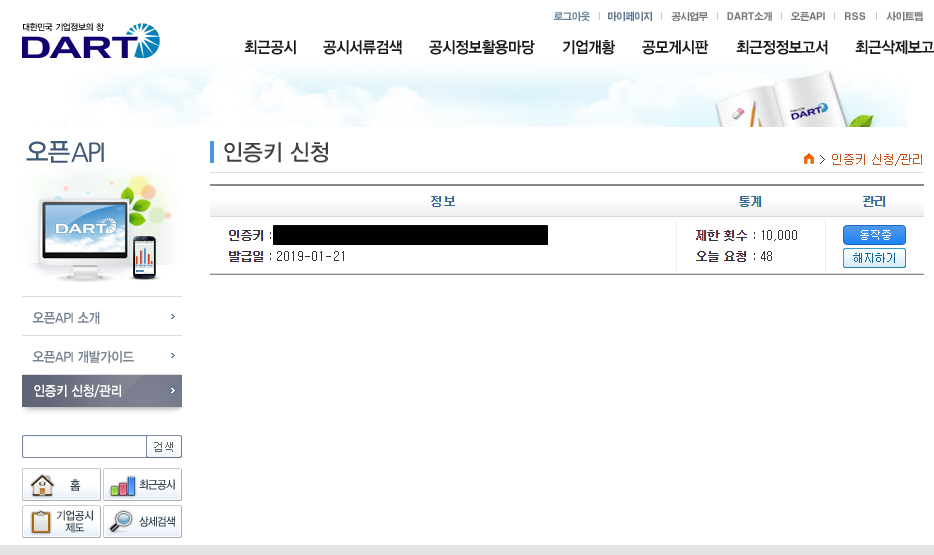 로그아웃 마이페이지 공시업무 DART소개 오픈API RSS 사이트맵
대한민국 기업정보의 창
DART
최근공시 공시서류검색 공시정보활용마당 기업개황 공모게시판 최근정정보고서 최근삭제보고
DART
오픈API
인증키 신청
인증키 신청/관리
DART
정보 통계 관리
인증키 :
제한 횟수 : 10,000
동작중
발급일 : 2019-01-21
오늘 요청 : 48
해지하기
오픈API 소개
오픈API 개발가이드
인증키 신청/관리
검색
홈
최근공시
기업공시
제도
상세검색